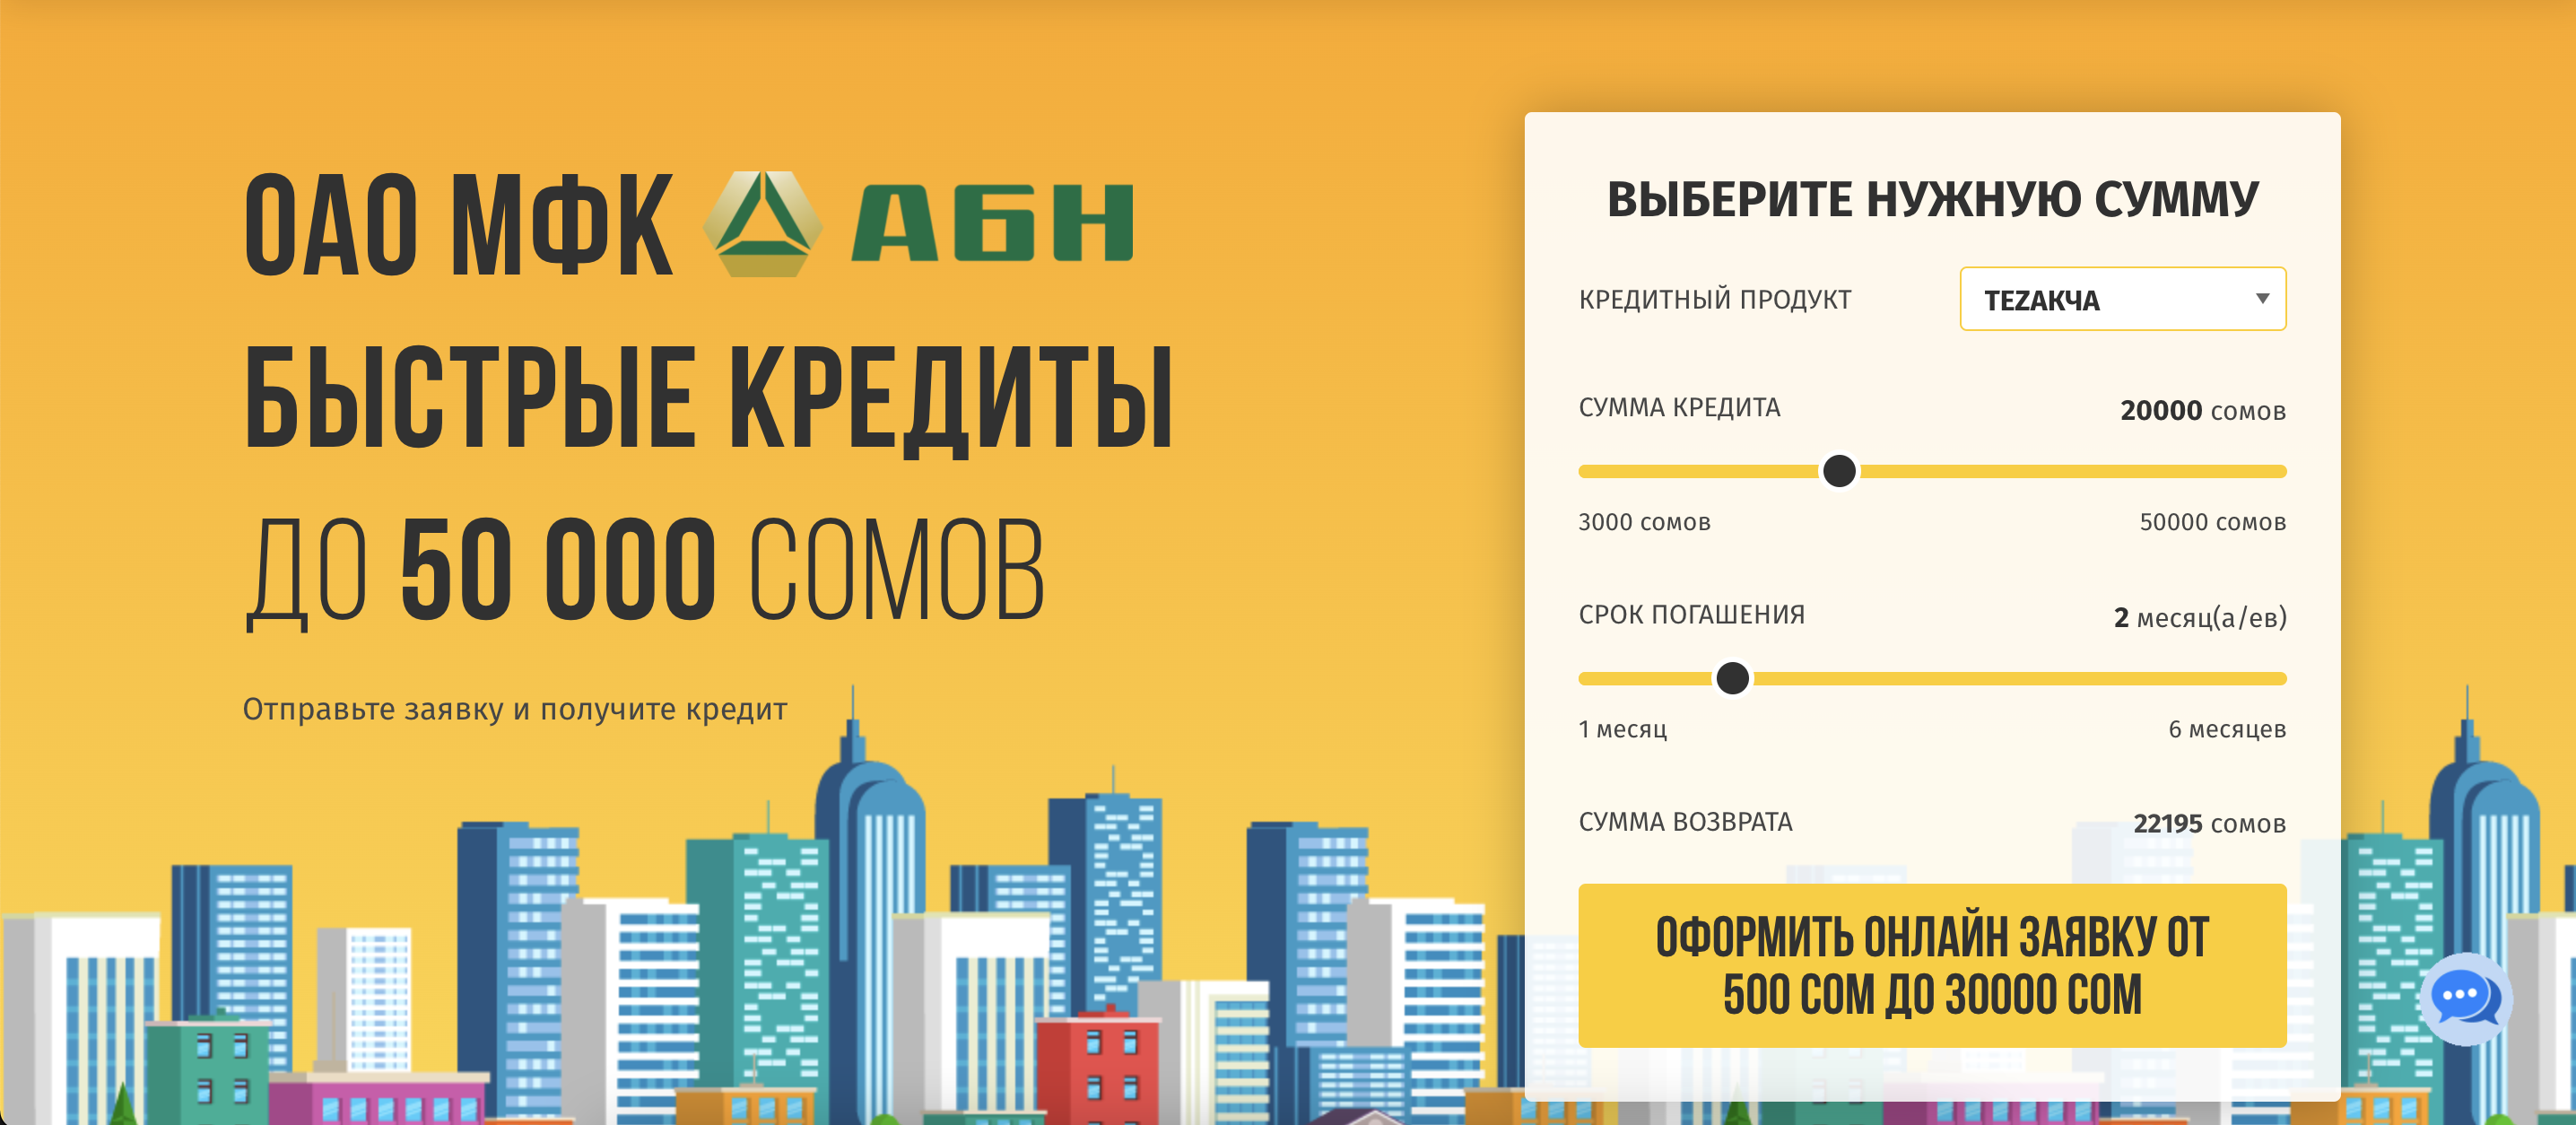 ОАО МФК АБН
БЫСТРЫЕ КРЕДИТЫ
ДО 50 000 СОМОВ
Отправьте заявку и получите кредит
ВЫБЕРИТЕ НУЖНУЮ СУММУ
КРЕДИТНЫЙ ПРОДУКТ TEZАКЧА
СУММА КРЕДИТА 20000 сомов
3000 сомов 50000 сомов
СРОК ПОГАШЕНИЯ 2 месяц(а/ев)
1 месяц 6 месяцев
СУММА ВОЗВРАТА 22195 сомов
ОФОРМИТЬ ОНЛАЙН ЗАЯВКУ ОТ
500 СОМ ДО 30000 СОМ